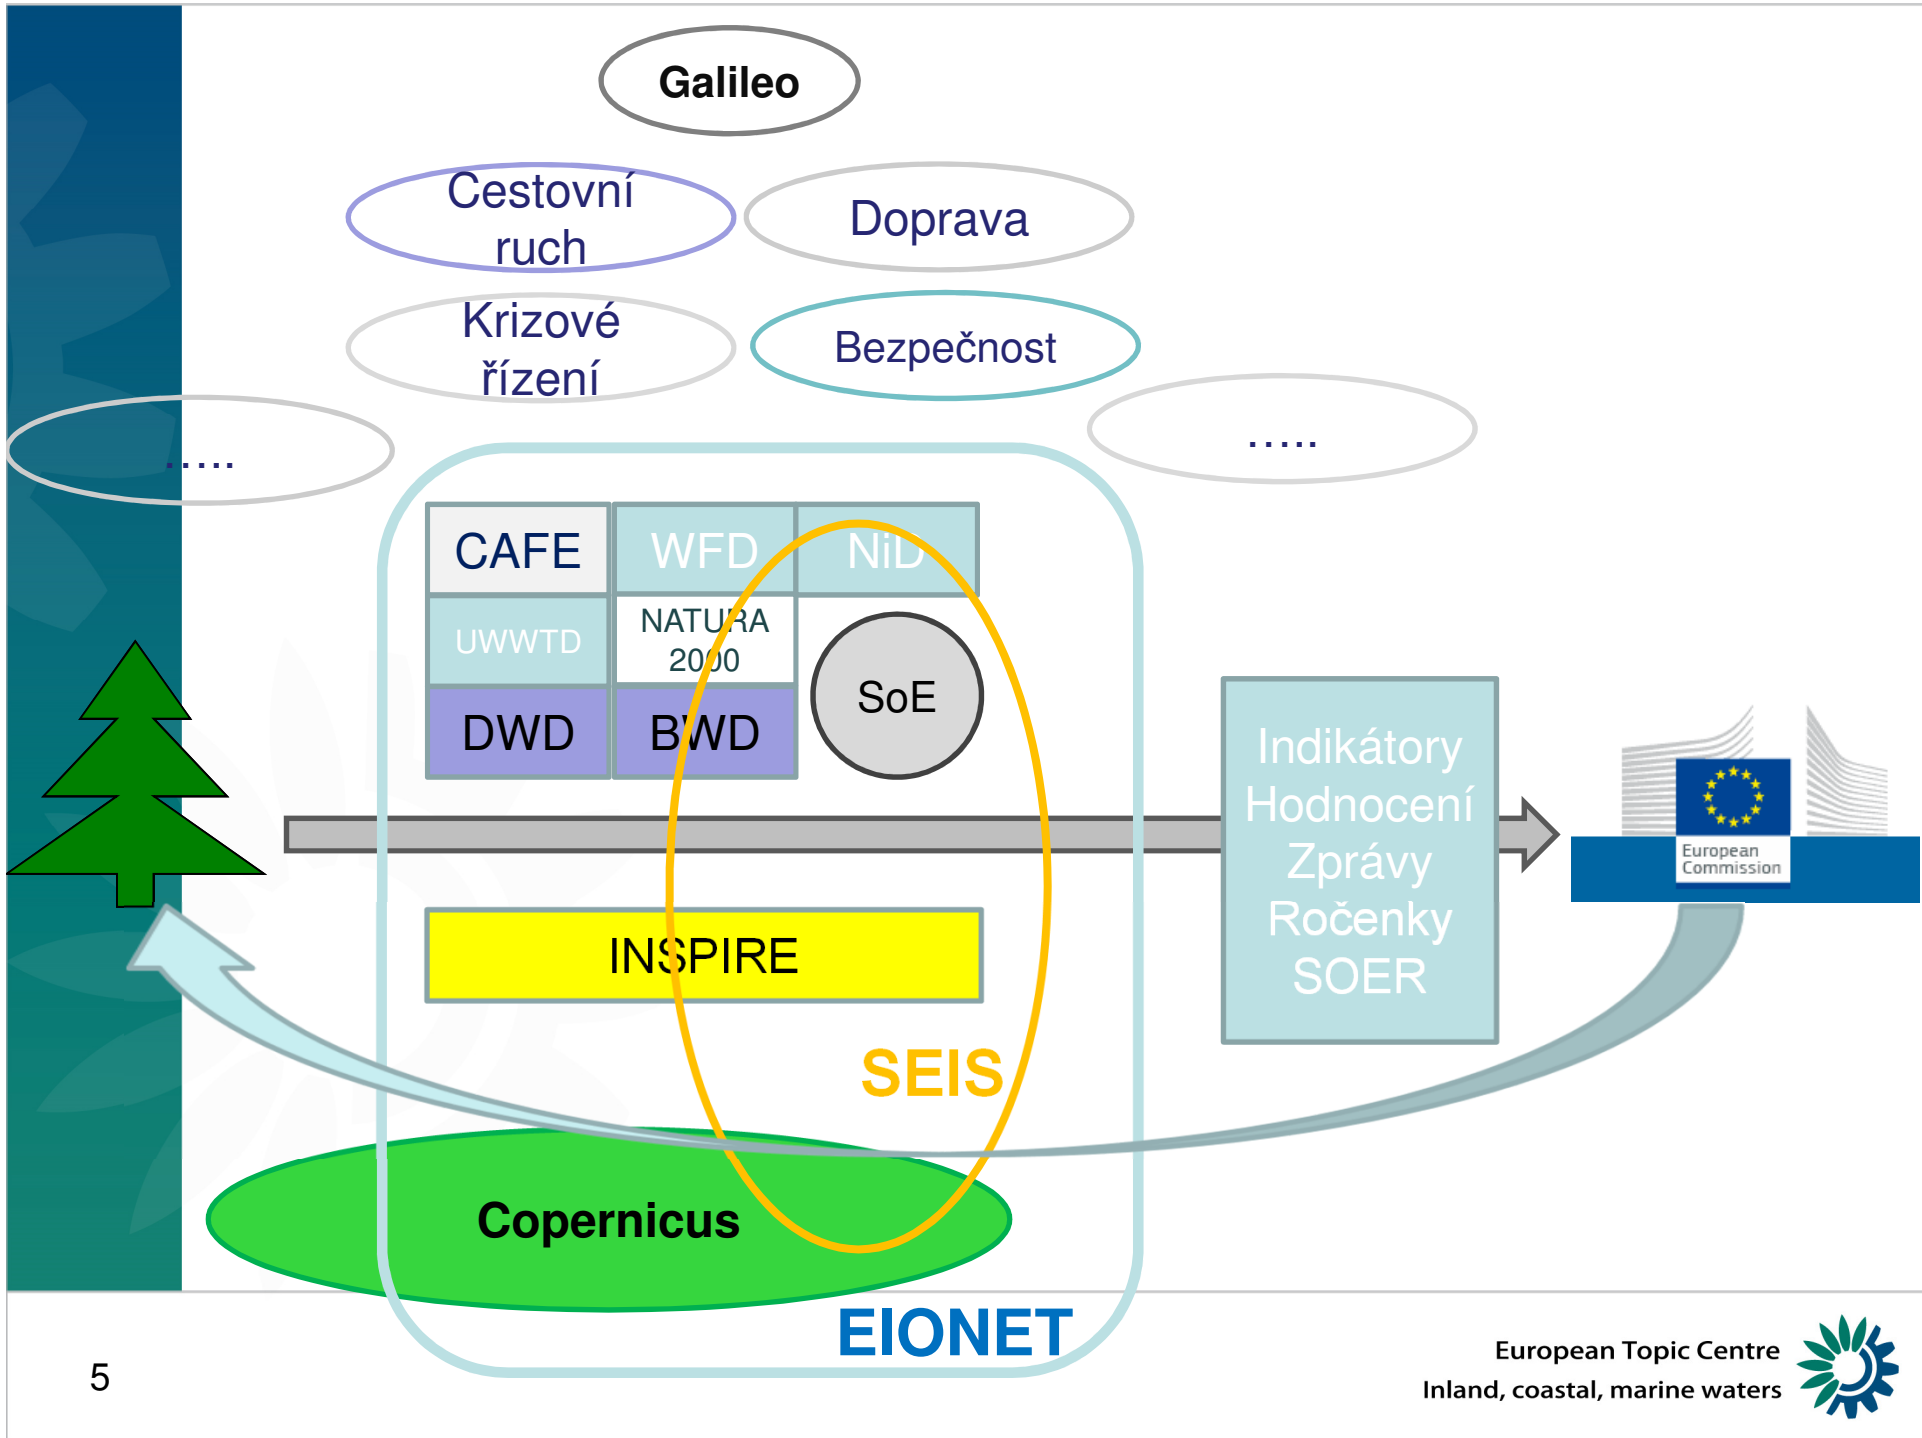 Galileo
Cestovní
ruch
Doprava
Krizové
řízení
Bezpečnost
.....
.....
CAFE
WFD
NiD
UWWTD
NATURA
2000
SoE
DWD
BWD
Indikátory
Hodnocení
Zprávy
Ročenky
SOER
European
Commission
INSPIRE
SEIS
Copernicus
EIONET
European Topic Centre
Inland, coastal, marine waters
5